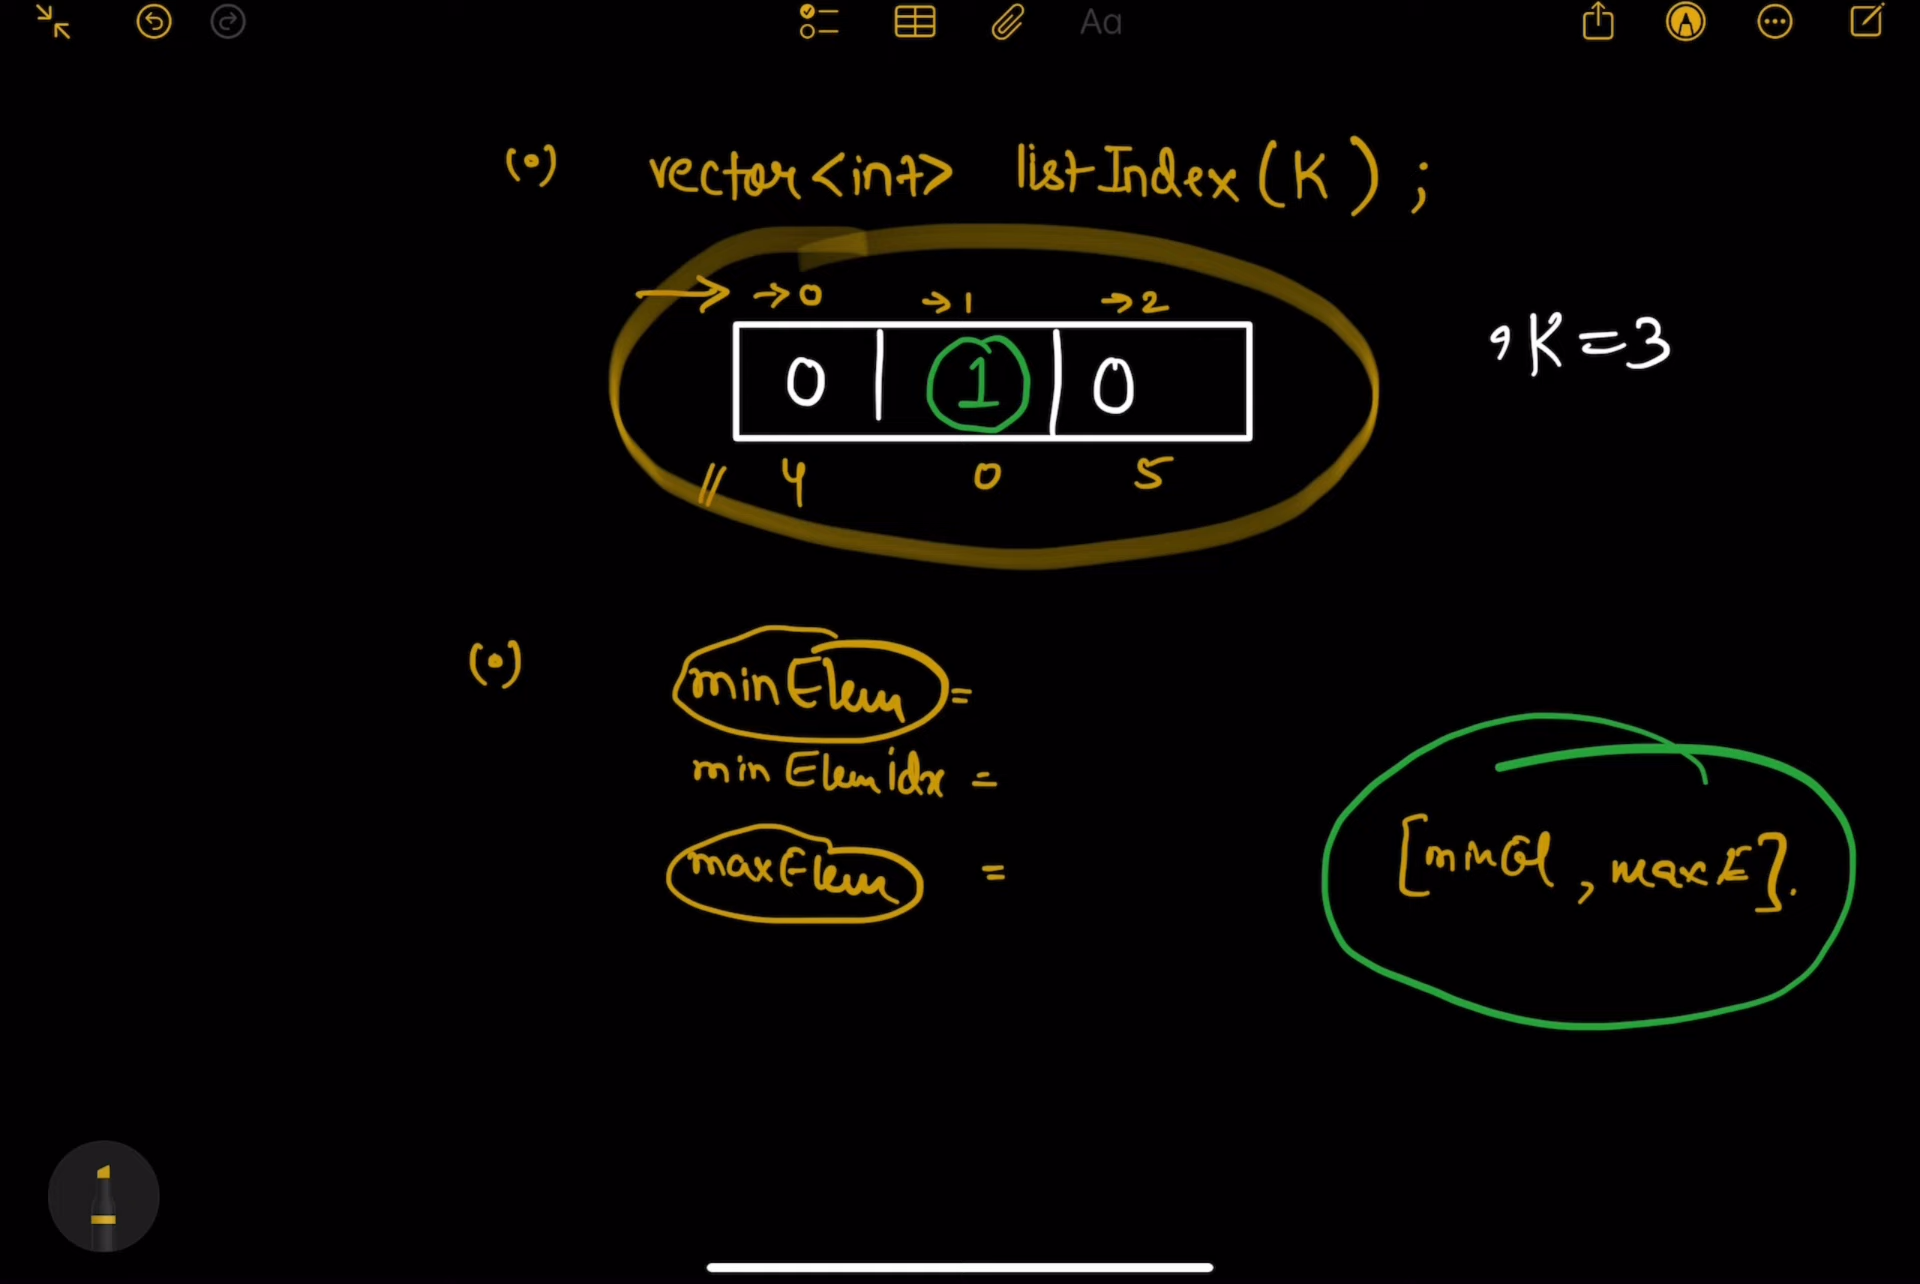 Aa
(•) vector<int> listIndex(K);
→ →0 →1 →2
0 | 1 | 0
, K=3
// 4 0 5
(•) minElem =
minElemidx =
maxElem =
[minEl, maxE].